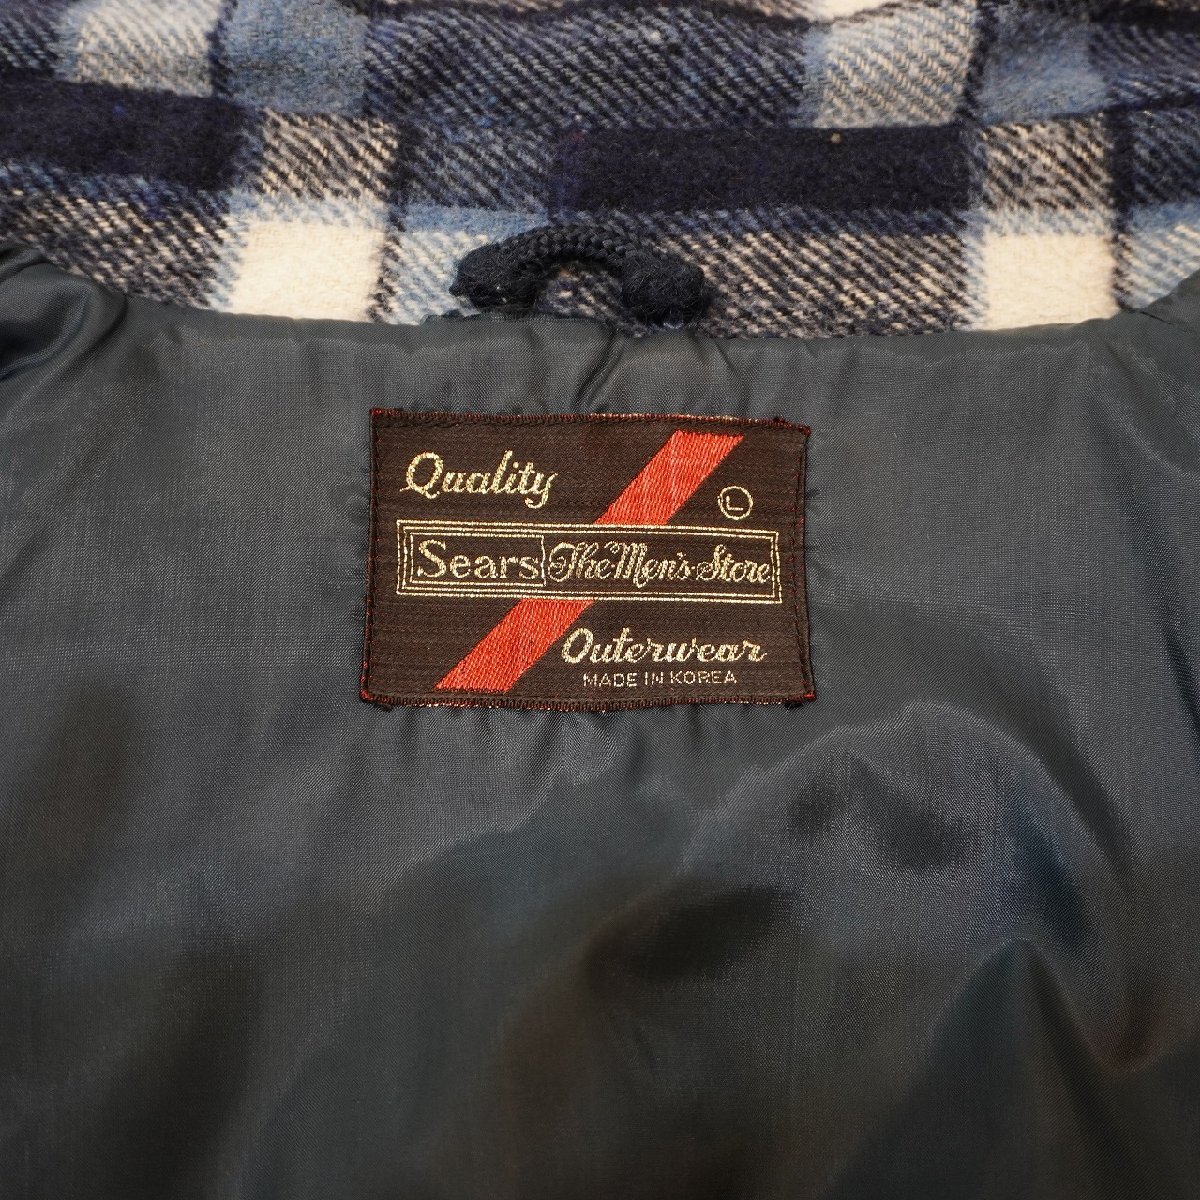 Quality
L
Sears The Men's Store
Outerwear
MADE IN KOREA